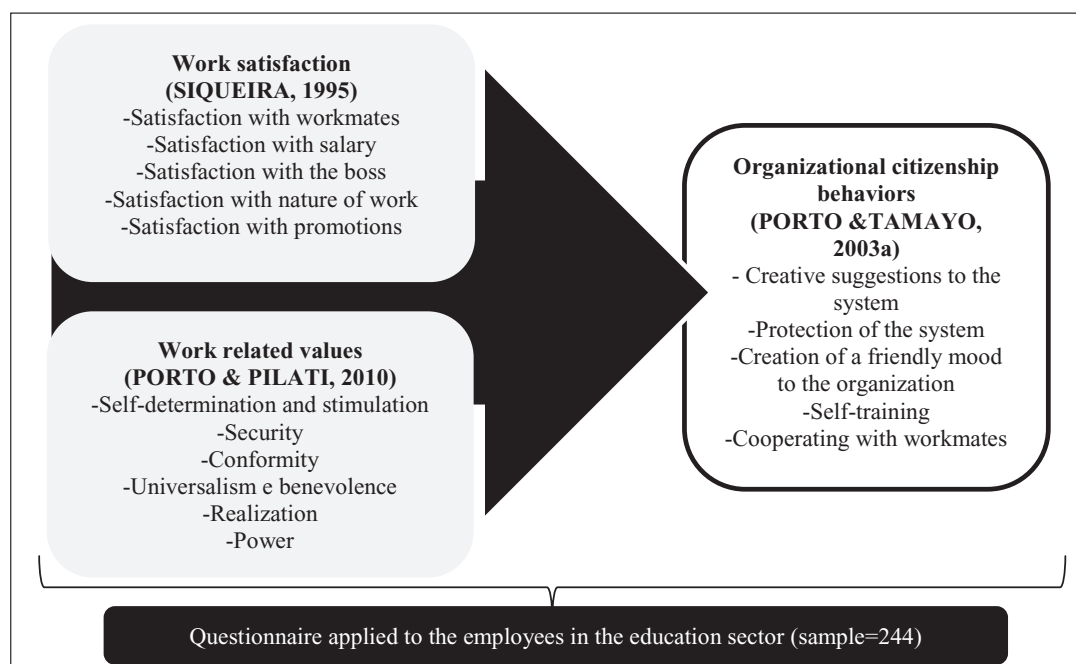 Work satisfaction
(SIQUEIRA, 1995)
-Satisfaction with workmates
-Satisfaction with salary
-Satisfaction with the boss
-Satisfaction with nature of work
-Satisfaction with promotions
Work related values
(PORTO & PILATI, 2010)
-Self-determination and stimulation
-Security
-Conformity
-Universalism e benevolence
-Realization
-Power
Organizational citizenship
behaviors
(PORTO &TAMAYO,
2003a)
- Creative suggestions to the
system
-Protection of the system
-Creation of a friendly mood
to the organization
-Self-training
-Cooperating with workmates
Questionnaire applied to the employees in the education sector (sample=244)